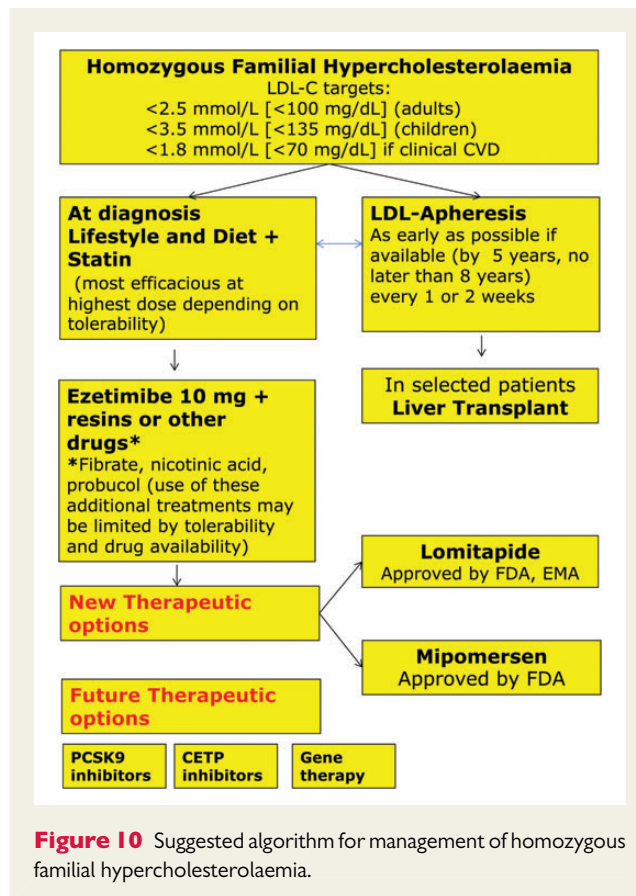 Homozygous Familial Hypercholesterolaemia
LDL-C targets:
<2.5 mmol/L [<100 mg/dL] (adults)
<3.5 mmol/L [<135 mg/dL] (children)
<1.8 mmol/L [<70 mg/dL] if clinical CVD
At diagnosis
Lifestyle and Diet +
Statin
(most efficacious at
highest dose depending on
tolerability)
LDL-Apheresis
As early as possible if
available (by 5 years, no
later than 8 years)
every 1 or 2 weeks
Ezetimibe 10 mg +
resins or other
drugs*
*Fibrate, nicotinic acid,
probucol (use of these
additional treatments may
be limited by tolerability
and drug availability)
In selected patients
Liver Transplant
New Therapeutic
options
Lomitapide
Approved by FDA, EMA
Mipomersen
Approved by FDA
Future Therapeutic
options
PCSK9
inhibitors
CETP
inhibitors
Gene
therapy
Figure 10 Suggested algorithm for management of homozygous
familial hypercholesterolaemia.